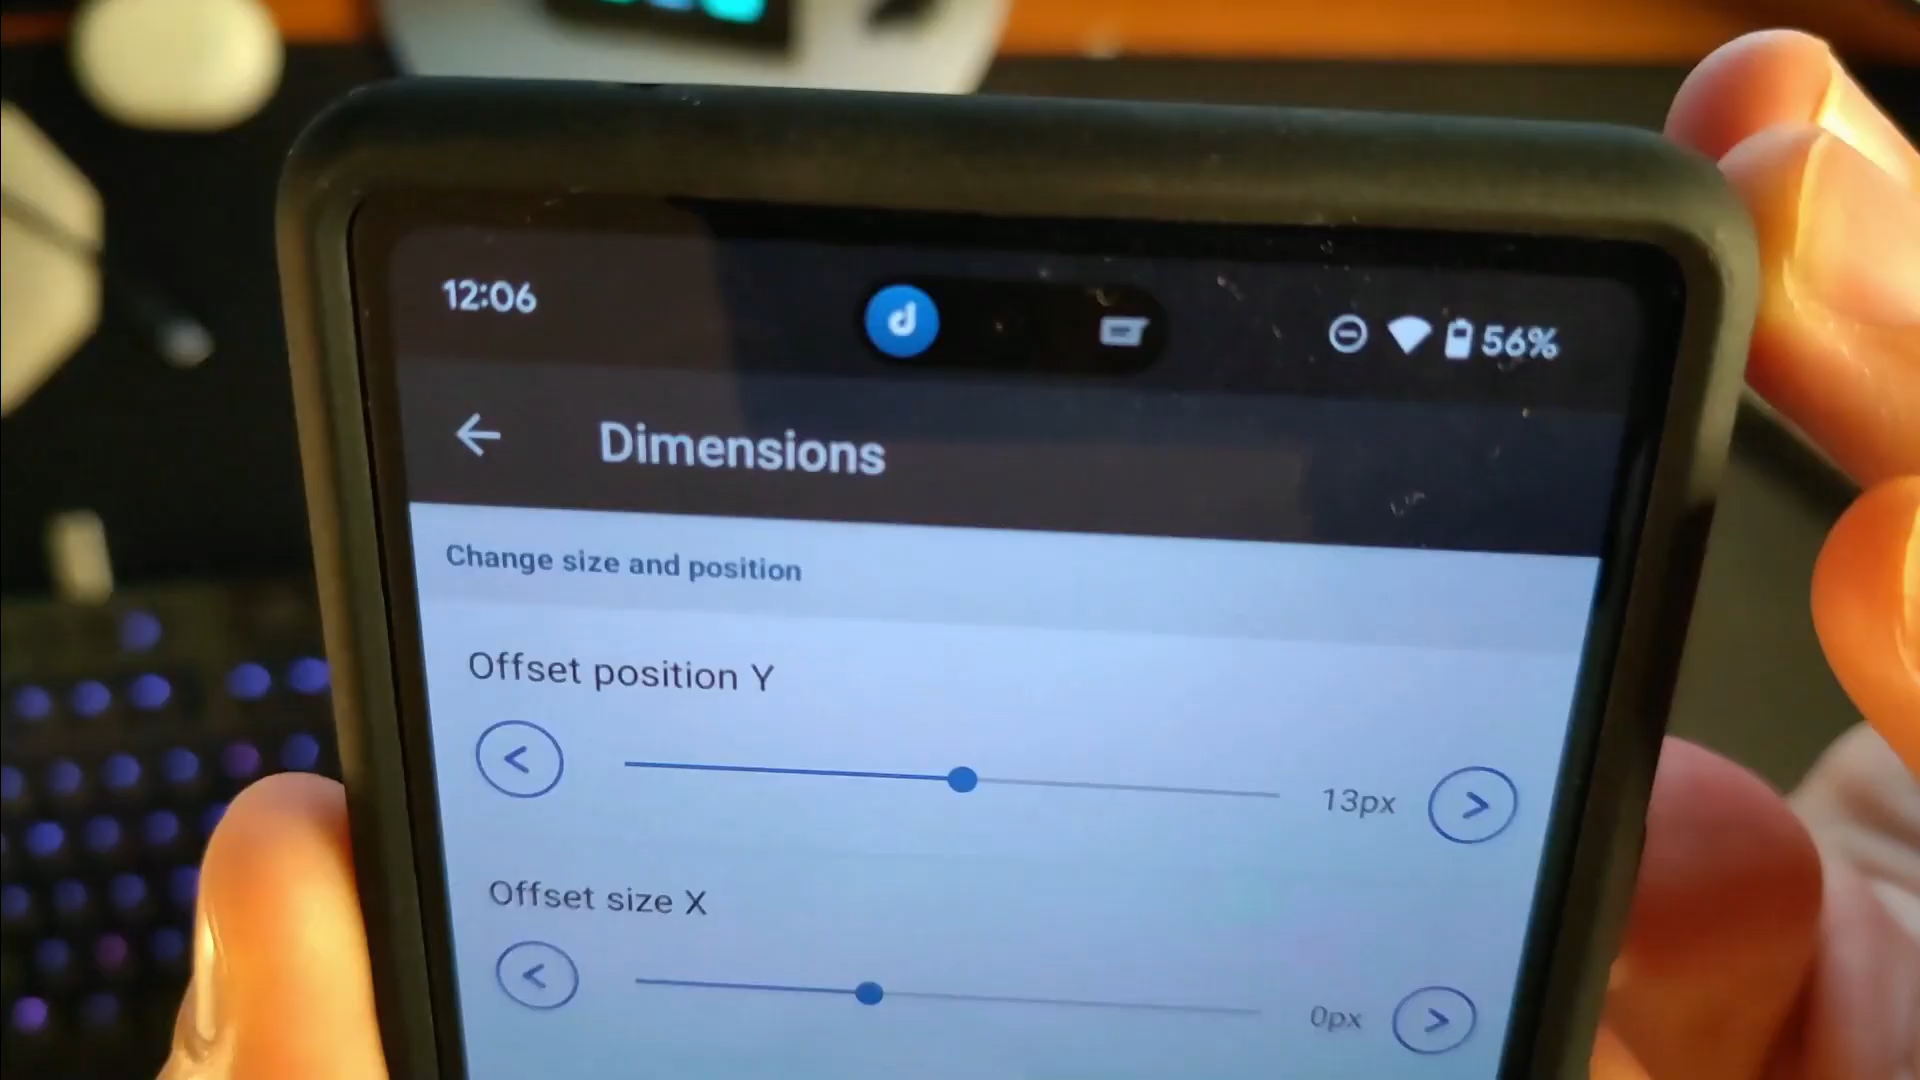 12:06
d
56%
Dimensions
Change size and position
Offset position Y
<
13px
>
Offset size X
<
0px
>